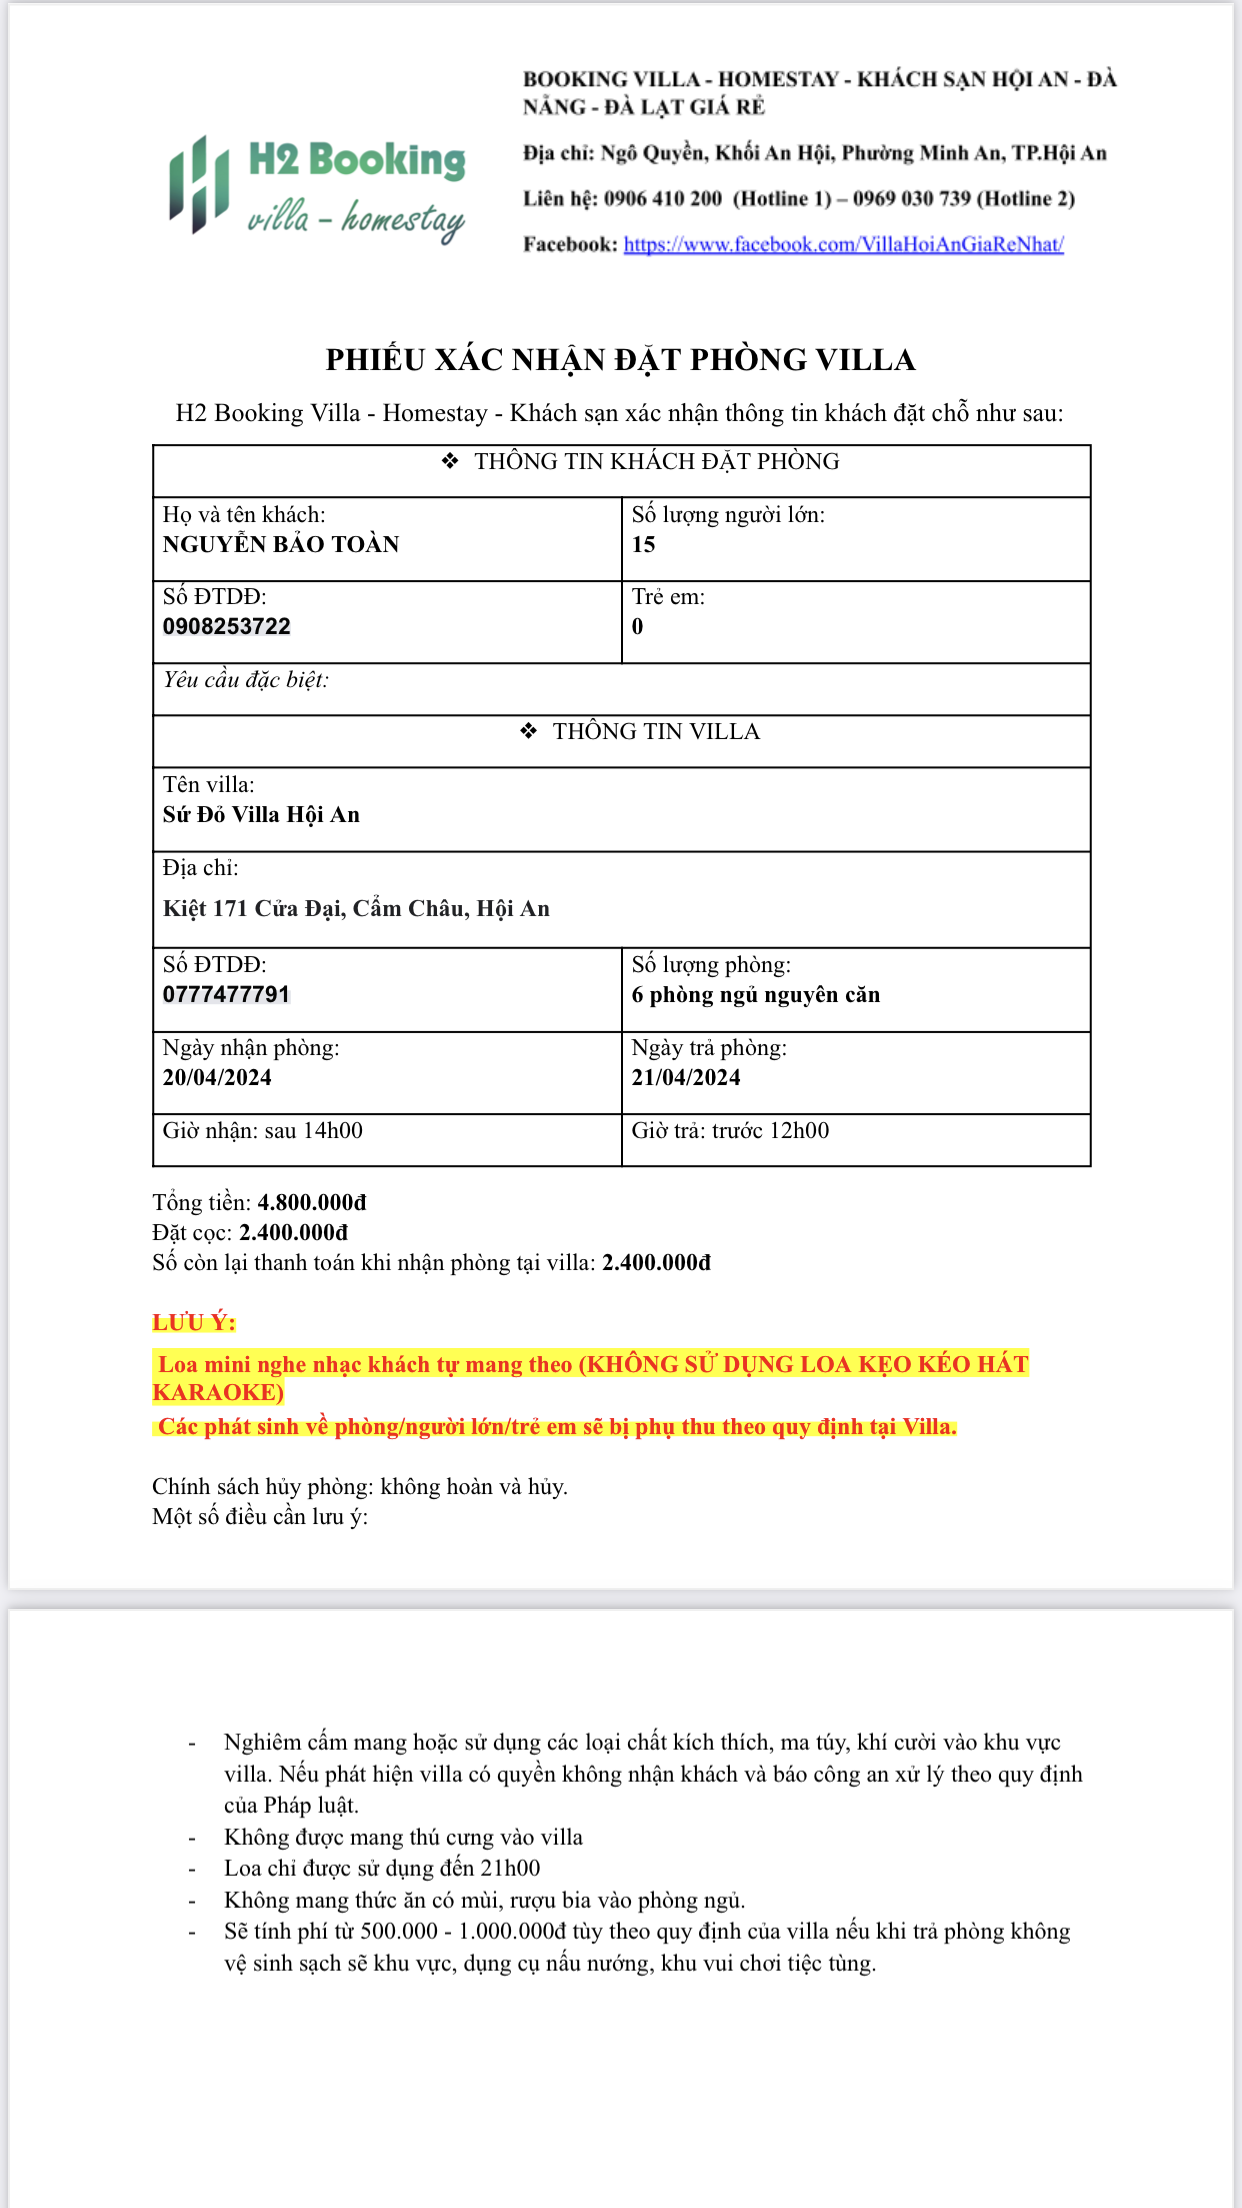 H2 Booking
villa - homestay
BOOKING VILLA - HOMESTAY - KHÁCH SẠN HỘI AN - ĐÀ
NẴNG - ĐÀ LẠT GIÁ RẺ
Địa chỉ: Ngô Quyền, Khối An Hội, Phường Minh An, TP.Hội An
Liên hệ: 0906 410 200 (Hotline 1) – 0969 030 739 (Hotline 2)
Facebook: https://www.facebook.com/VillaHoiAnGiaReNhat/
PHIẾU XÁC NHẬN ĐẶT PHÒNG VILLA
H2 Booking Villa - Homestay - Khách sạn xác nhận thông tin khách đặt chỗ như sau:
❖ THÔNG TIN KHÁCH ĐẶT PHÒNG
Họ và tên khách:
NGUYỄN BẢO TOÀN
Số lượng người lớn:
15
Số ĐTDĐ:
0908253722
Trẻ em:
0
Yêu cầu đặc biệt:
❖ THÔNG TIN VILLA
Tên villa:
Sứ Đỏ Villa Hội An
Địa chỉ:
Kiệt 171 Cửa Đại, Cẩm Châu, Hội An
Số ĐTDĐ:
0777477791
Số lượng phòng:
6 phòng ngủ nguyên căn
Ngày nhận phòng:
20/04/2024
Ngày trả phòng:
21/04/2024
Giờ nhận: sau 14h00
Giờ trả: trước 12h00
Tổng tiền: 4.800.000đ
Đặt cọc: 2.400.000đ
Số còn lại thanh toán khi nhận phòng tại villa: 2.400.000đ
LƯU Ý:
Loa mini nghe nhạc khách tự mang theo (KHÔNG SỬ DỤNG LOA KẸO KÉO HÁT
KARAOKE)
Các phát sinh về phòng/người lớn/trẻ em sẽ bị phụ thu theo quy định tại Villa.
Chính sách hủy phòng: không hoàn và hủy.
Một số điều cần lưu ý:
- Nghiêm cấm mang hoặc sử dụng các loại chất kích thích, ma túy, khí cười vào khu vực
villa. Nếu phát hiện villa có quyền không nhận khách và báo công an xử lý theo quy định
của Pháp luật.
- Không được mang thú cưng vào villa
- Loa chỉ được sử dụng đến 21h00
- Không mang thức ăn có mùi, rượu bia vào phòng ngủ.
- Sẽ tính phí từ 500.000 - 1.000.000đ tùy theo quy định của villa nếu khi trả phòng không
vệ sinh sạch sẽ khu vực, dụng cụ nấu nướng, khu vui chơi tiệc tùng.